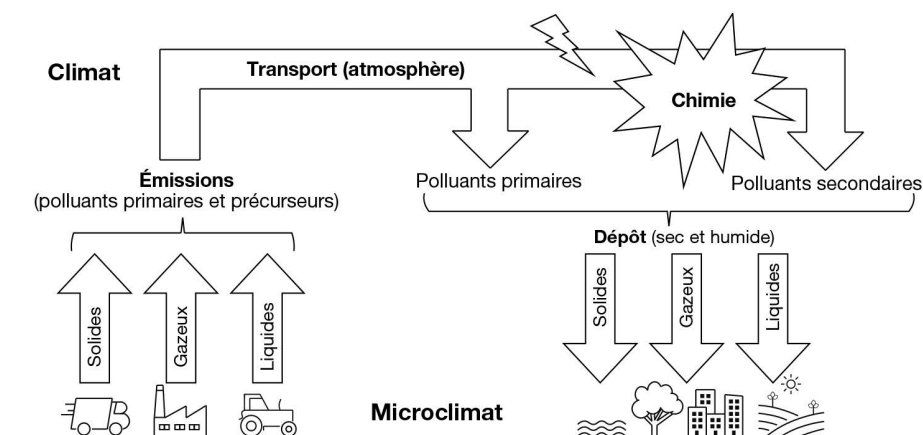 Climat
Transport (atmosphère)
Chimie
Émissions
(polluants primaires et précurseurs)
Polluants primaires
Polluants secondaires
Dépôt (sec et humide)
Solides
Gazeux
Liquides
Solides
Gazeux
Liquides
Microclimat